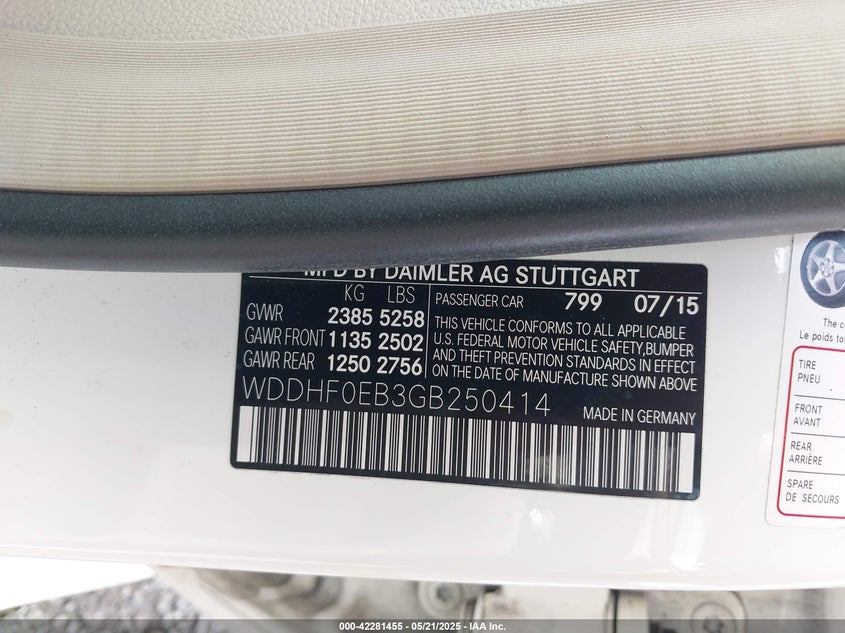 MFD BY DAIMLER AG STUTTGART
KG LBS
GVWR 2385 5258
GAWR FRONT 1135 2502
GAWR REAR 1250 2756
PASSENGER CAR 799 07/15
THIS VEHICLE CONFORMS TO ALL APPLICABLE
U.S. FEDERAL MOTOR VEHICLE SAFETY,BUMPER
AND THEFT PREVENTION STANDARDS IN EFFECT
ON THE DATE OF MANUFACTURE SHOWN ABOVE
WDDHF0EB3GB250414
MADE IN GERMANY
The
Le poids
TIRE
PNEU
FRONT
AVANT
REAR
ARRIÈRE
SPARE
DE SECOURS
000-42281455 - 05/21/2025 - IAA Inc.